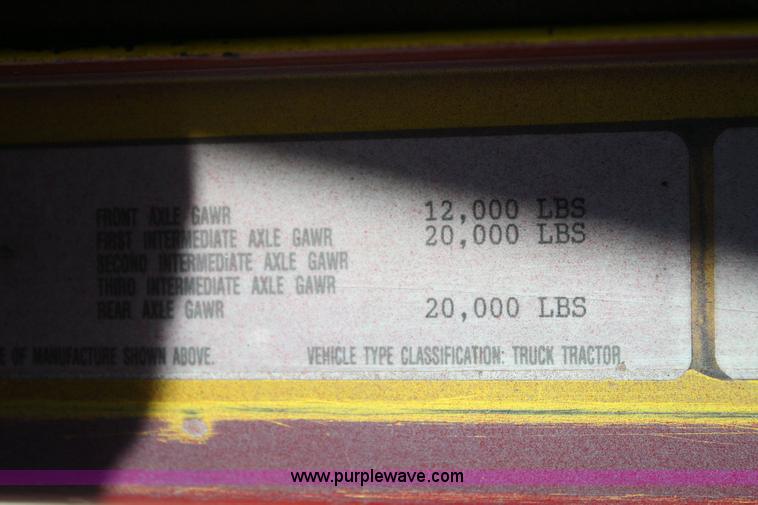 FRONT AXLE GAWR 12,000 LBS
FIRST INTERMEDIATE AXLE GAWR 20,000 LBS
SECOND INTERMEDIATE AXLE GAWR
THIRD INTERMEDIATE AXLE GAWR
REAR AXLE GAWR 20,000 LBS
OF MANUFACTURE SHOWN ABOVE. VEHICLE TYPE CLASSIFICATION: TRUCK TRACTOR.
www.purplewave.com